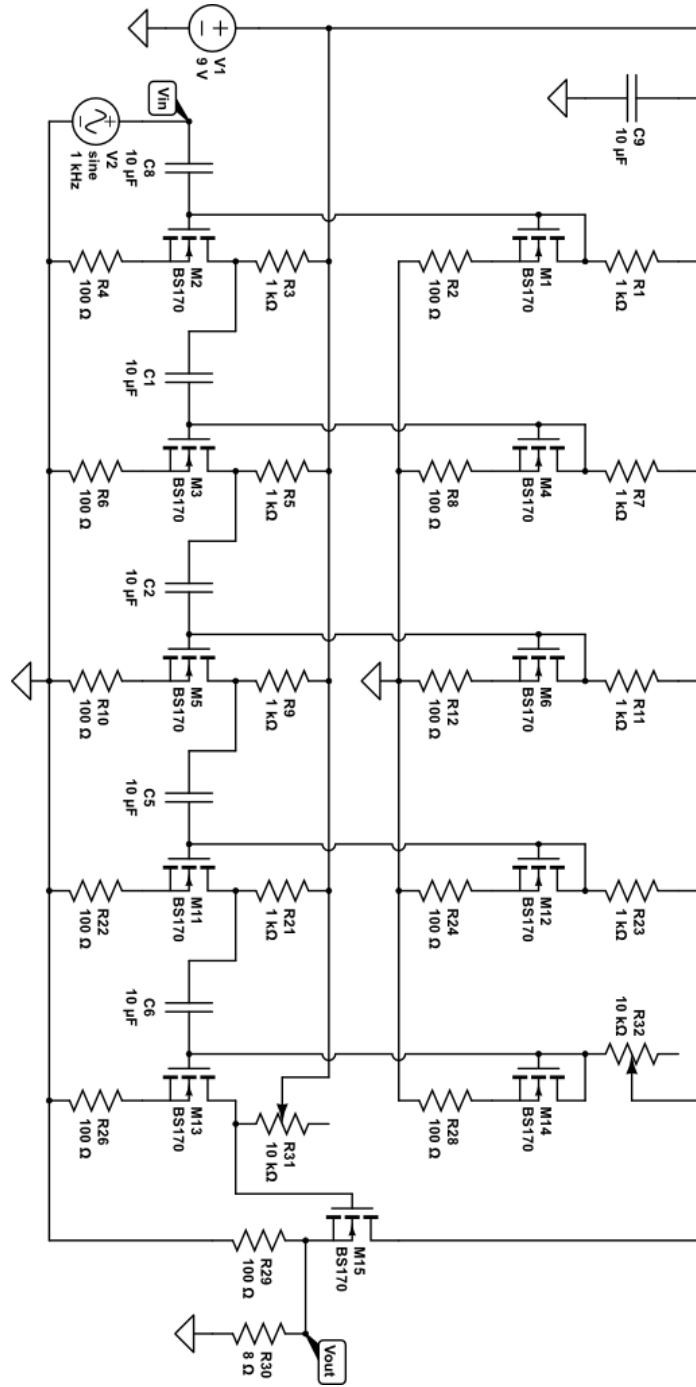 C9
10 µF
R1
1 kΩ
R7
1 kΩ
R11
1 kΩ
R23
1 kΩ
R32
10 kΩ
M1
BS170
M4
BS170
M6
BS170
M12
BS170
M14
BS170
R2
100 Ω
R8
100 Ω
R12
100 Ω
R24
100 Ω
R28
100 Ω
M15
BS170
Vout
R3
1 kΩ
R5
1 kΩ
R9
1 kΩ
R21
1 kΩ
R31
10 kΩ
R29
100 Ω
R30
8 Ω
V1
9 V
M2
BS170
M3
BS170
M5
BS170
M11
BS170
M13
BS170
Vin
C8
10 µF
C1
10 µF
C2
10 µF
C5
10 µF
C6
10 µF
V2
sine
1 kHz
R4
100 Ω
R6
100 Ω
R10
100 Ω
R22
100 Ω
R26
100 Ω